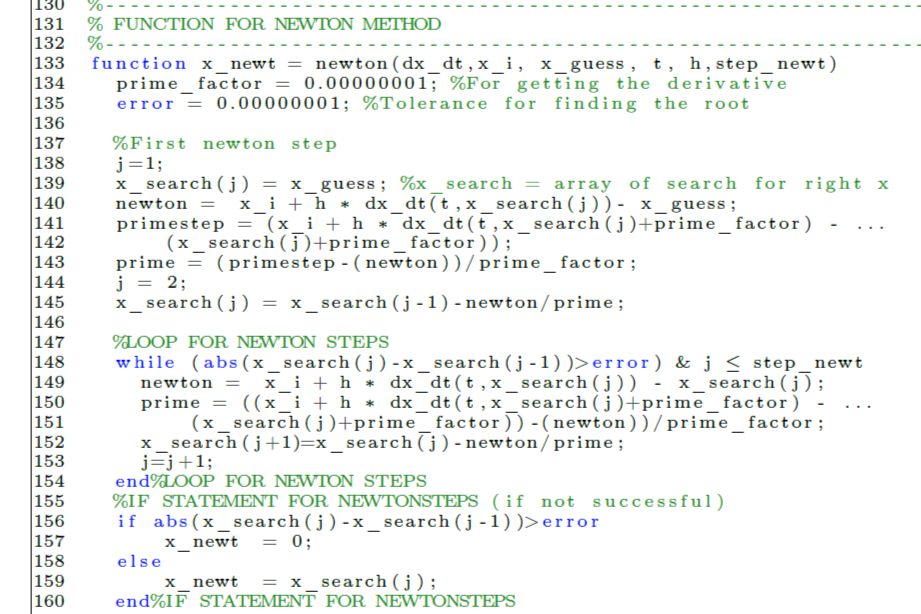 130 %------------------------------------------------------------------
131 % FUNCTION FOR NEWTON METHOD
132 %------------------------------------------------------------------
133 function x_newt = newton(dx_dt,x_i, x_guess, t, h,step_newt)
134 prime_factor = 0.00000001; %For getting the derivative
135 error = 0.00000001; %Tolerance for finding the root
136
137 %First newton step
138 j=1;
139 x_search(j) = x_guess; %x_search = array of search for right x
140 newton = x_i + h * dx_dt(t,x_search(j))- x_guess;
141 primestep = (x_i + h * dx_dt(t,x_search(j)+prime_factor) - ...
142 (x_search(j)+prime_factor));
143 prime = (primestep-(newton))/prime_factor;
144 j = 2;
145 x_search(j) = x_search(j-1)-newton/prime;
146
147 %LOOP FOR NEWTON STEPS
148 while (abs(x_search(j)-x_search(j-1))>error) & j ≤ step_newt
149 newton = x_i + h * dx_dt(t,x_search(j)) - x_search(j);
150 prime = ((x_i + h * dx_dt(t,x_search(j)+prime_factor) - ...
151 (x_search(j)+prime_factor))-(newton))/prime_factor;
152 x_search(j+1)=x_search(j)-newton/prime;
153 j=j+1;
154 end%LOOP FOR NEWTON STEPS
155 %IF STATEMENT FOR NEWTONSTEPS (if not successful)
156 if abs(x_search(j)-x_search(j-1))>error
157 x_newt = 0;
158 else
159 x_newt = x_search(j);
160 end%IF STATEMENT FOR NEWTONSTEPS